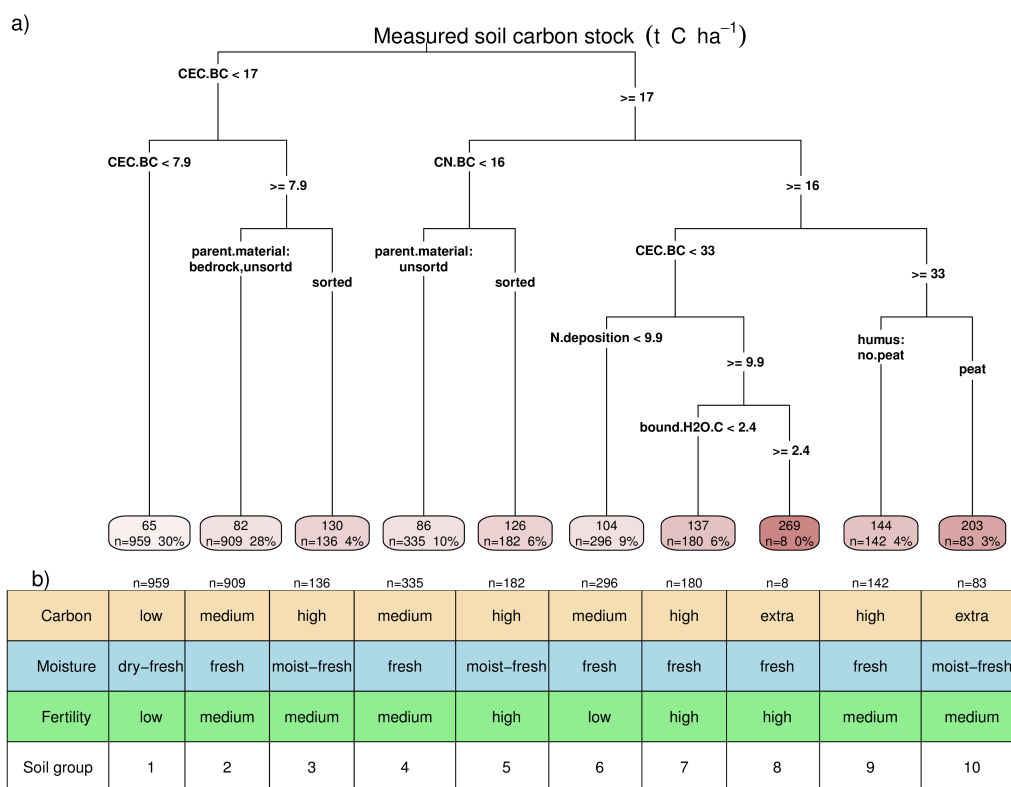 a)
Measured soil carbon stock (t C ha⁻¹)
CEC.BC < 17
>= 17
CEC.BC < 7.9
CN.BC < 16
>= 7.9
>= 16
parent.material:
bedrock,unsortd
sorted
parent.material:
unsortd
sorted
CEC.BC < 33
>= 33
N.deposition < 9.9
>= 9.9
humus:
no.peat
peat
bound.H2O.C < 2.4
>= 2.4
65 82 130 86 126 104 137 269 144 203
n=959 30% n=909 28% n=136 4% n=335 10% n=182 6% n=296 9% n=180 6% n=8 0% n=142 4% n=83 3%
b)
n=959 n=909 n=136 n=335 n=182 n=296 n=180 n=8 n=142 n=83
Carbon low medium high medium high medium high extra high extra
Moisture dry−fresh fresh moist−fresh fresh moist−fresh fresh fresh fresh fresh moist−fresh
Fertility low medium medium medium high low high high medium medium
Soil group 1 2 3 4 5 6 7 8 9 10